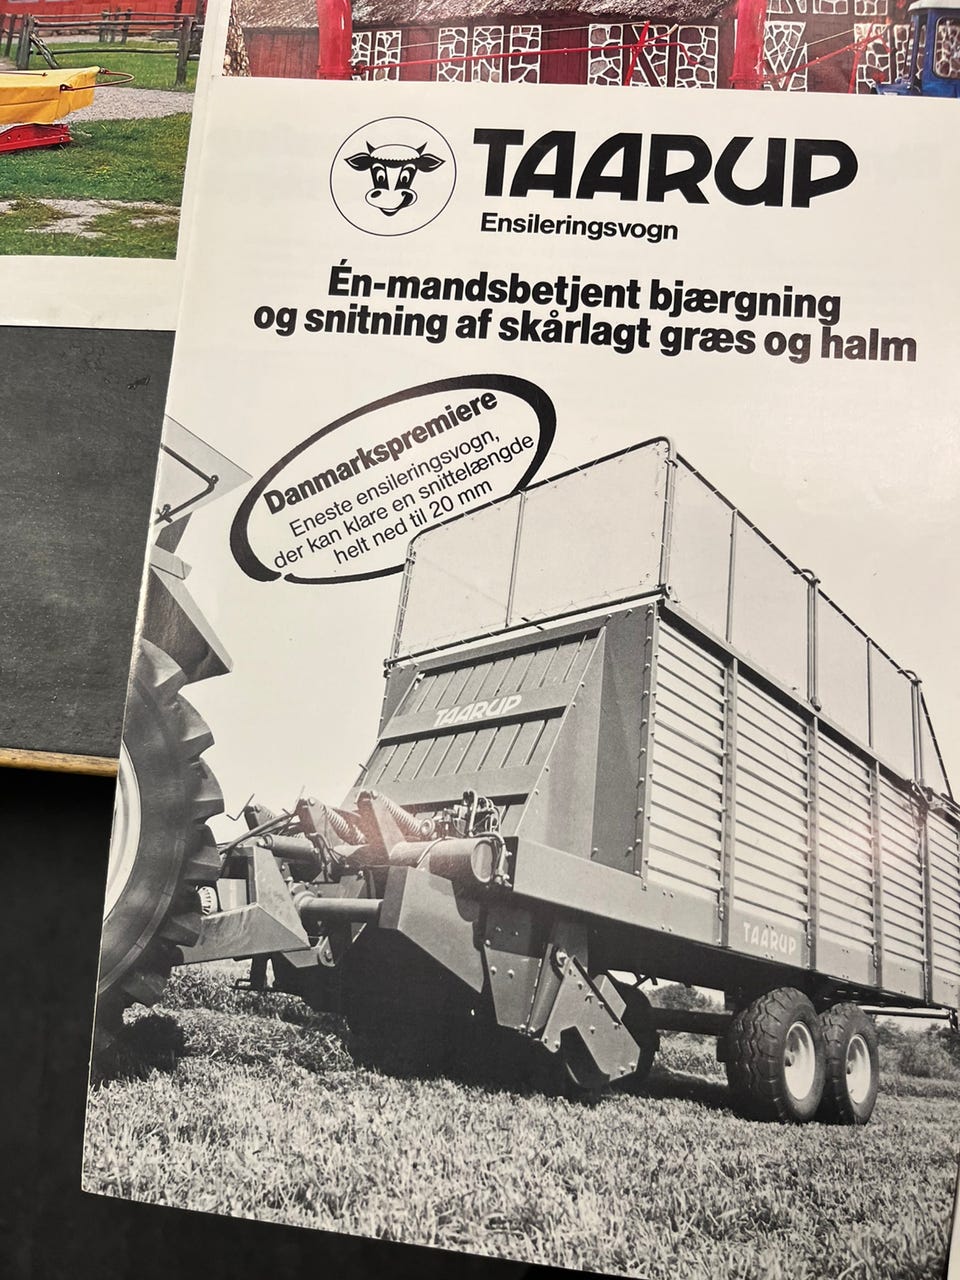 TAARUP
Ensileringsvogn
Én-mandsbetjent bjærgning
og snitning af skårlagt græs og halm
Danmarkspremiere
Eneste ensileringsvogn,
der kan klare en snittelængde
helt ned til 20 mm
TAARUP
TAARUP